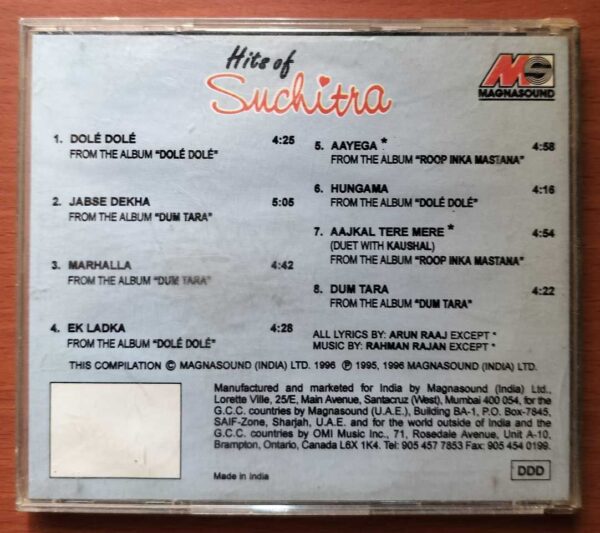 Hits of
Suchitra
MS
MAGNASOUND
1. DOLÉ DOLÉ 4:25
FROM THE ALBUM "DOLÉ DOLÉ"
2. JABSE DEKHA 5:05
FROM THE ALBUM "DUM TARA"
3. MARHALLA 4:42
FROM THE ALBUM "DUM TARA"
4. EK LADKA 4:28
FROM THE ALBUM "DOLÉ DOLÉ"
5. AAYEGA * 4:58
FROM THE ALBUM "ROOP INKA MASTANA"
6. HUNGAMA 4:16
FROM THE ALBUM "DOLÉ DOLÉ"
7. AAJKAL TERE MERE * 4:54
(DUET WITH KAUSHAL)
FROM THE ALBUM "ROOP INKA MASTANA"
8. DUM TARA 4:22
FROM THE ALBUM "DUM TARA"
ALL LYRICS BY: ARUN RAAJ EXCEPT *
MUSIC BY: RAHMAN RAJAN EXCEPT *
THIS COMPILATION © MAGNASOUND (INDIA) LTD. 1996 ℗ 1995, 1996 MAGNASOUND (INDIA) LTD.
Manufactured and marketed for India by Magnasound (India) Ltd.,
Lorette Ville, 25/E, Main Avenue, Santacruz (West), Mumbai 400 054, for the
G.C.C. countries by Magnasound (U.A.E.), Building BA-1, P.O. Box-7845,
SAIF-Zone, Sharjah, U.A.E. and for the world outside of India and the
G.C.C. countries by OMI Music Inc., 71, Rosedale Avenue, Unit A-10,
Brampton, Ontario, Canada L6X 1K4. Tel: 905 457 7853 Fax: 905 454 0199.
Made in India
DDD